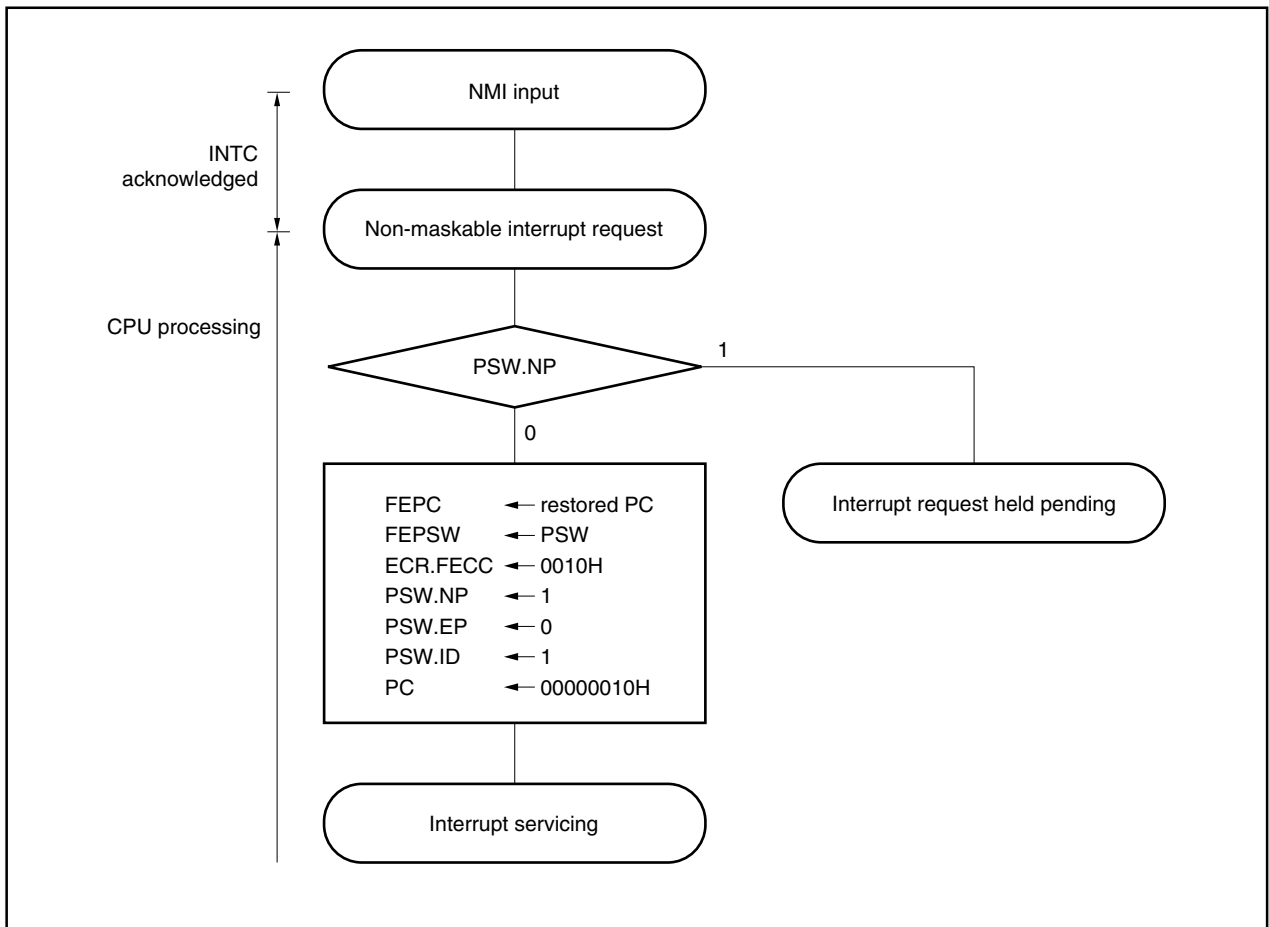 NMI input
INTC
acknowledged
Non-maskable interrupt request
CPU processing
PSW.NP
1
0
FEPC ← restored PC
FEPSW ← PSW
ECR.FECC ← 0010H
PSW.NP ← 1
PSW.EP ← 0
PSW.ID ← 1
PC ← 00000010H
Interrupt request held pending
Interrupt servicing